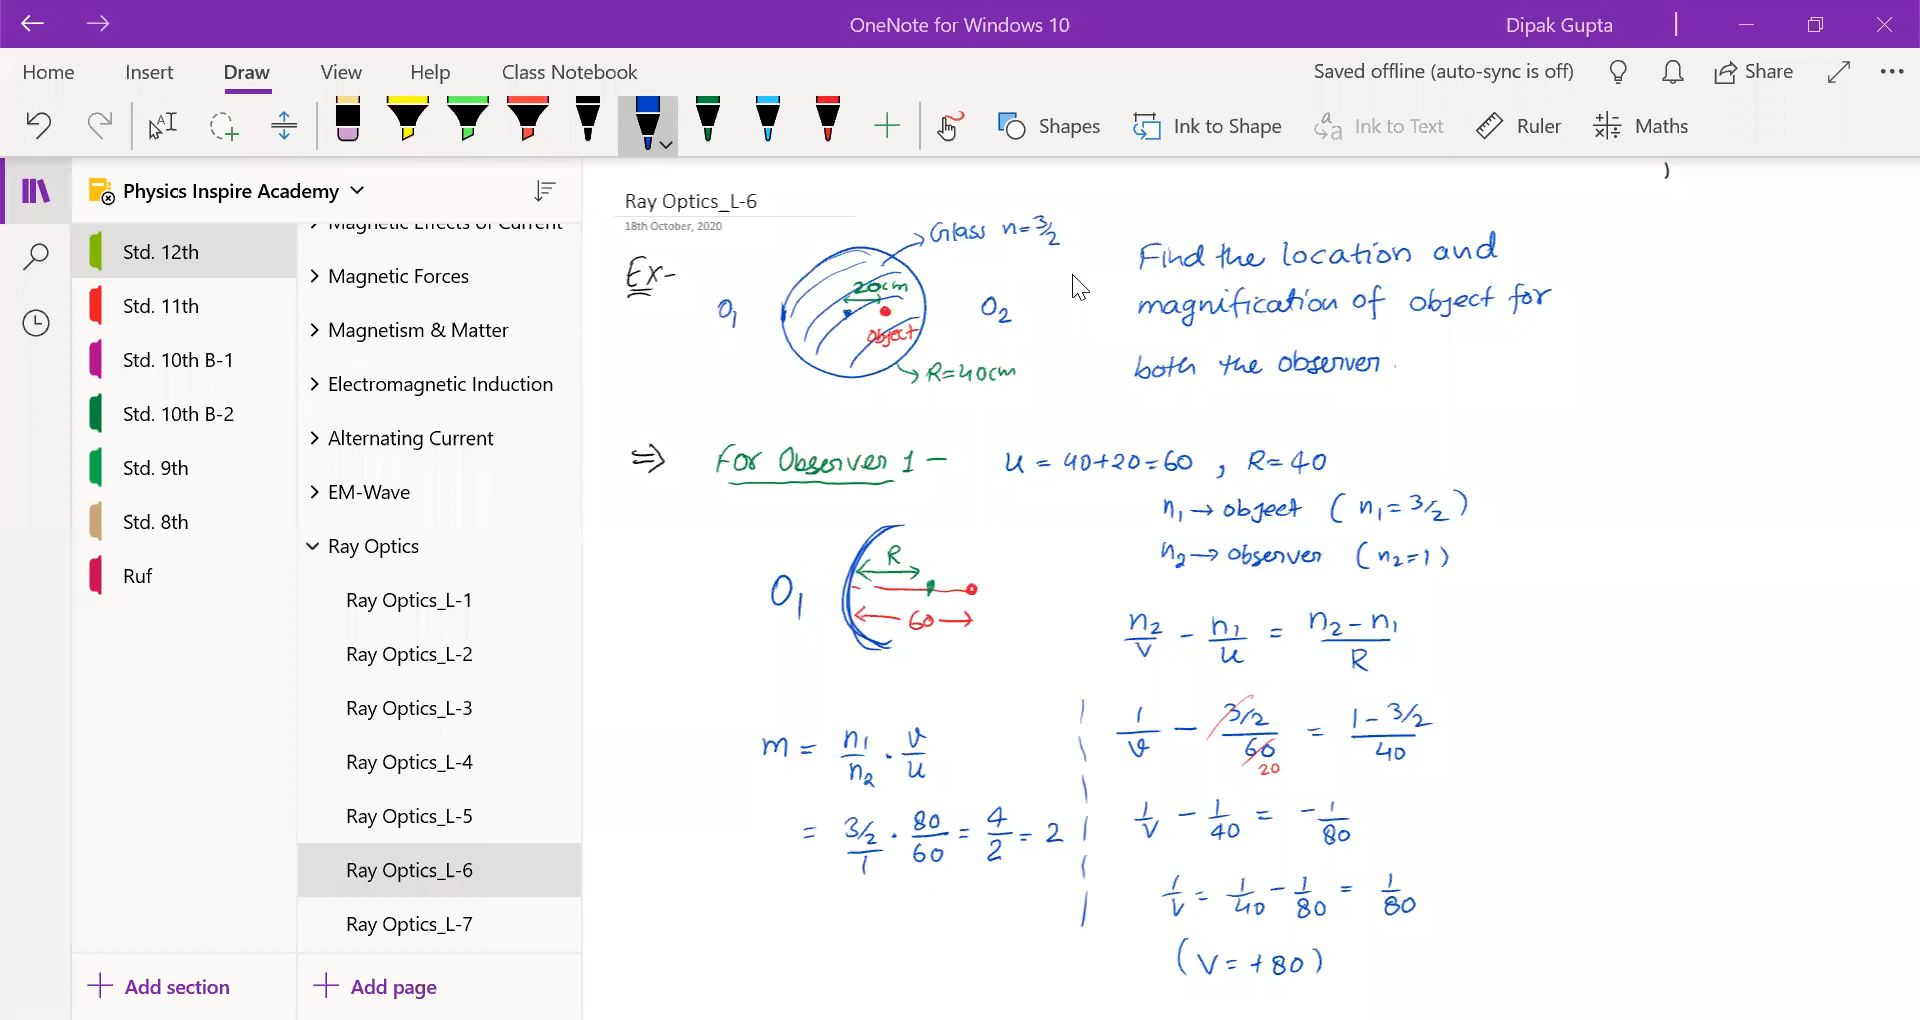 OneNote for Windows 10
Dipak Gupta
Home Insert Draw View Help Class Notebook
Saved offline (auto-sync is off) Share
Shapes Ink to Shape Ink to Text Ruler Maths
Physics Inspire Academy
Std. 12th
Std. 11th
Std. 10th B-1
Std. 10th B-2
Std. 9th
Std. 8th
Ruf
Add section
Magnetic Effects of Current
Magnetic Forces
Magnetism & Matter
Electromagnetic Induction
Alternating Current
EM-Wave
Ray Optics
Ray Optics_L-1
Ray Optics_L-2
Ray Optics_L-3
Ray Optics_L-4
Ray Optics_L-5
Ray Optics_L-6
Ray Optics_L-7
Add page
Ray Optics_L-6
18th October, 2020
Ex-
Glass n=3/2
20cm
O₁
O₂
object
R=40cm
Find the location and
magnification of object for
both the observer.
⇒ For Observer 1 - u = 40+20=60 , R=40
n₁ → object ( n₁ = 3/2 )
n₂ → observer ( n₂=1 )
R
O₁
60
n₂/v - n₁/u = n₂-n₁/R
1/v - 3/2/60 = 1-3/2/40
20
1/v - 1/40 = -1/80
1/v = 1/40 - 1/80 = 1/80
(v = +80)
m = n₁/n₂ . v/u
= 3/2/1 . 80/60 = 4/2 = 2